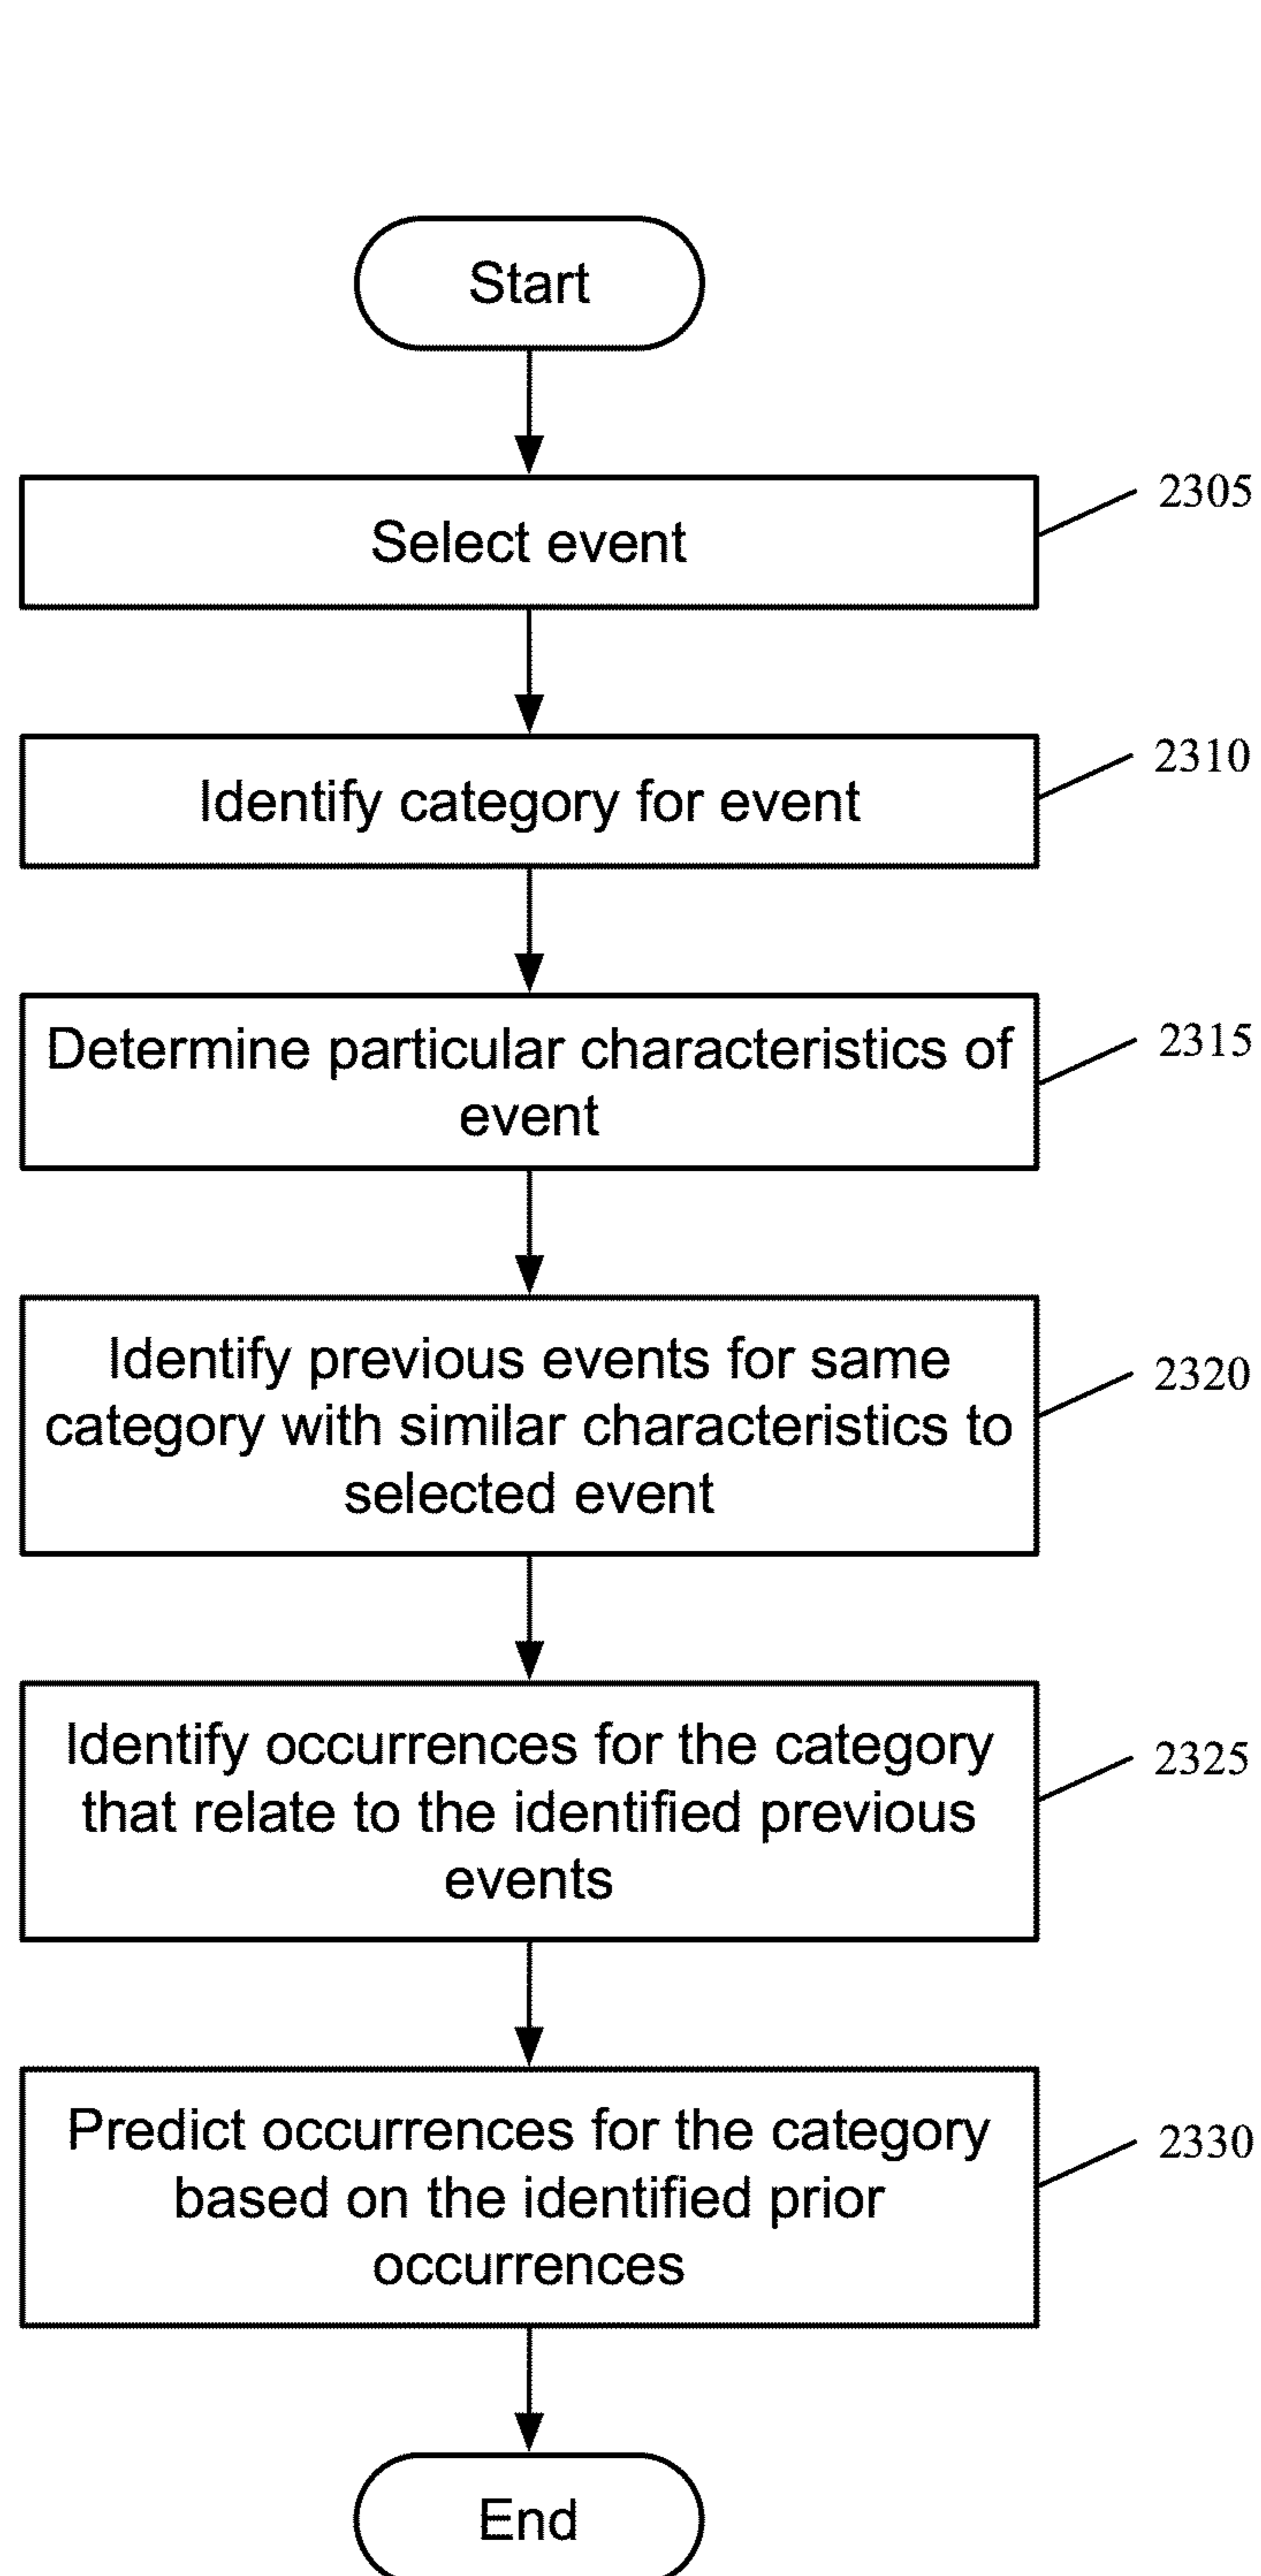 Start
Select event
2305
Identify category for event
2310
Determine particular characteristics of
event
2315
Identify previous events for same
category with similar characteristics to
selected event
2320
Identify occurrences for the category
that relate to the identified previous
events
2325
Predict occurrences for the category
based on the identified prior
occurrences
2330
End